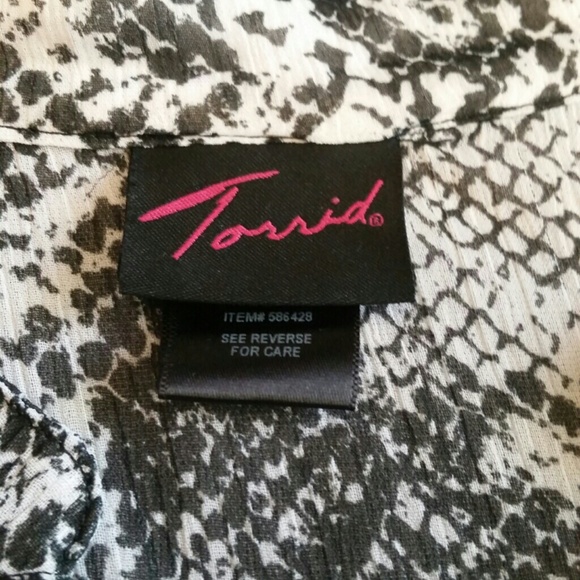 Torrid®
ITEM# 586428
SEE REVERSE
FOR CARE